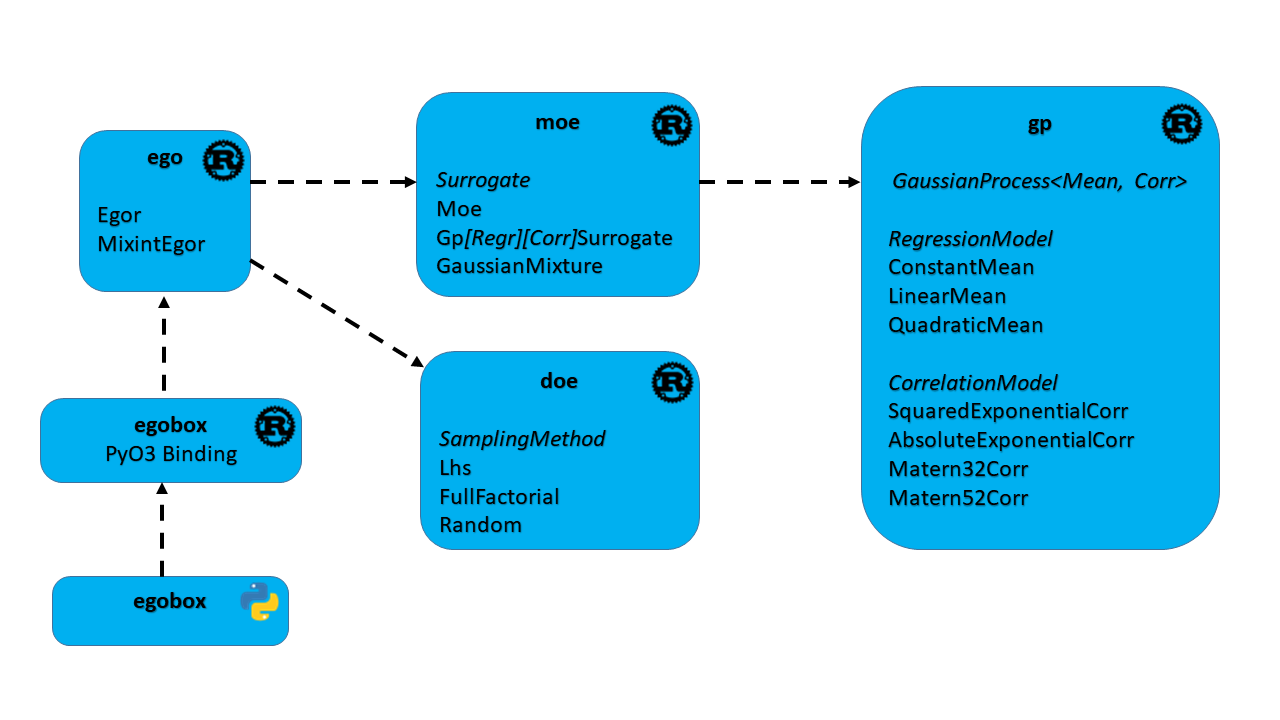 ego
Egor
MixintEgor
moe
Surrogate
Moe
Gp[Regr][Corr]Surrogate
GaussianMixture
gp
GaussianProcess<Mean, Corr>
RegressionModel
ConstantMean
LinearMean
QuadraticMean
CorrelationModel
SquaredExponentialCorr
AbsoluteExponentialCorr
Matern32Corr
Matern52Corr
doe
SamplingMethod
Lhs
FullFactorial
Random
egobox
PyO3 Binding
egobox